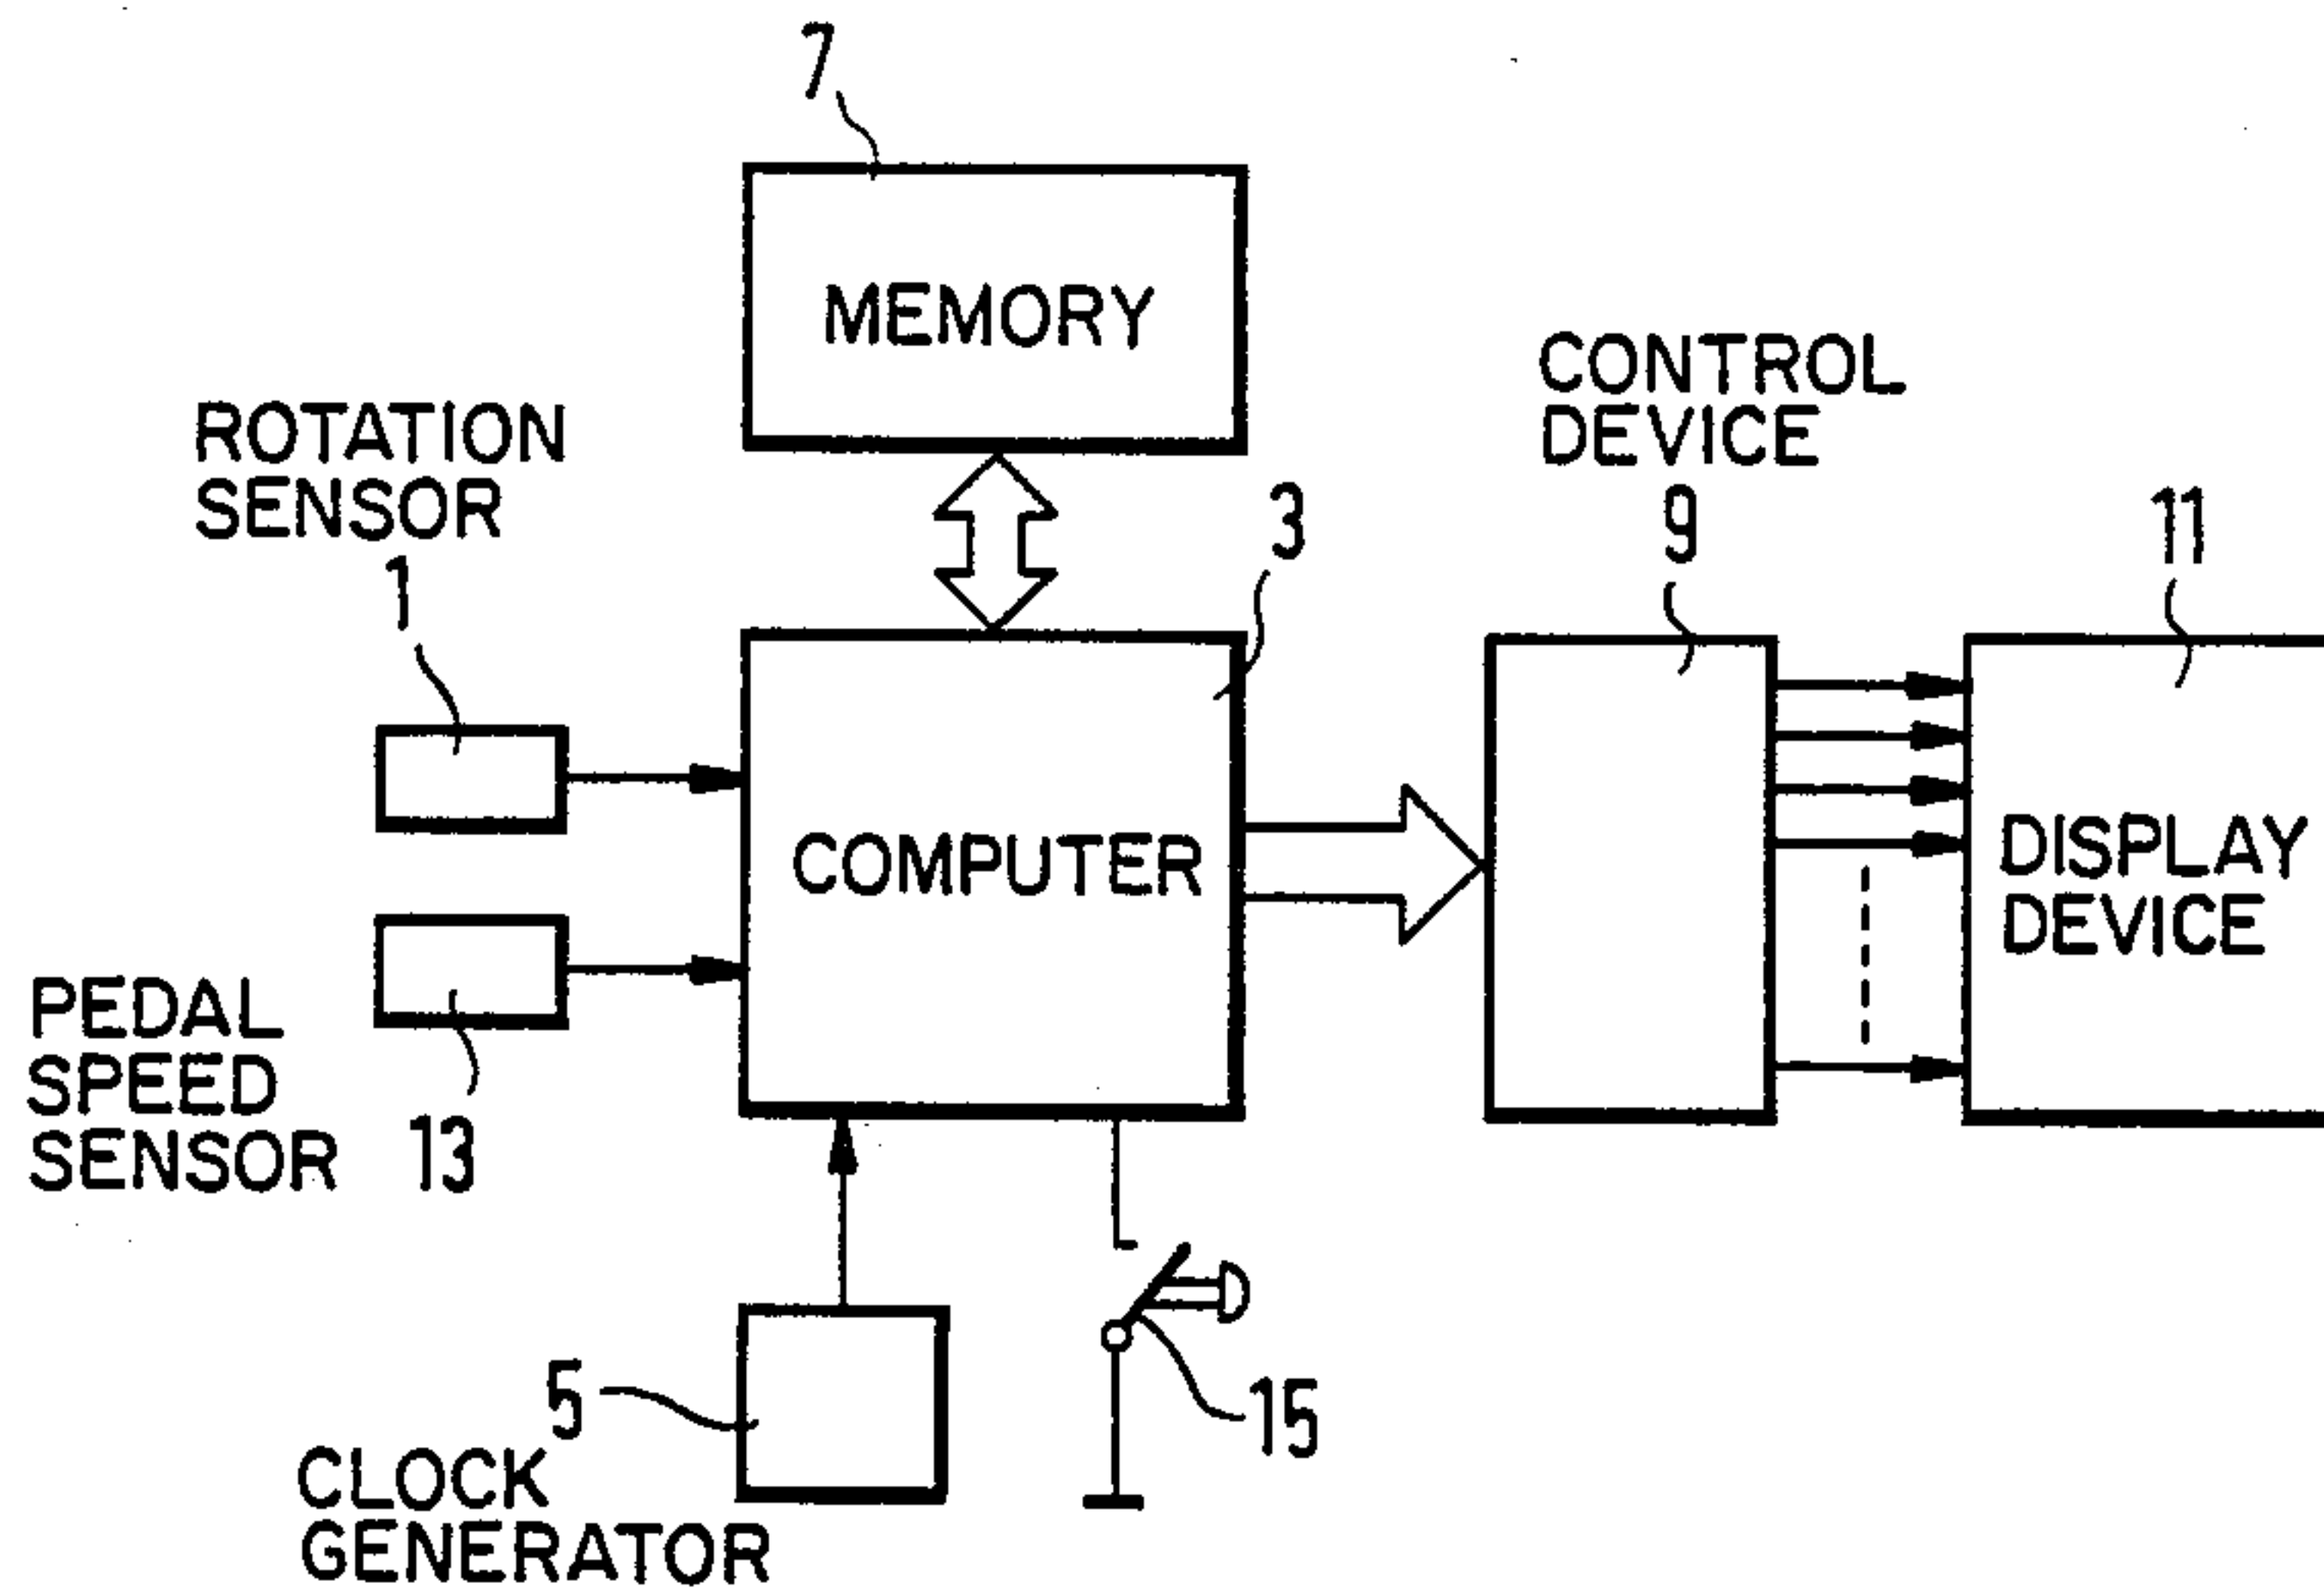 7
MEMORY
ROTATION
SENSOR
1
3
CONTROL
DEVICE
9
11
COMPUTER
DISPLAY
DEVICE
PEDAL
SPEED
SENSOR
13
5
CLOCK
GENERATOR
15